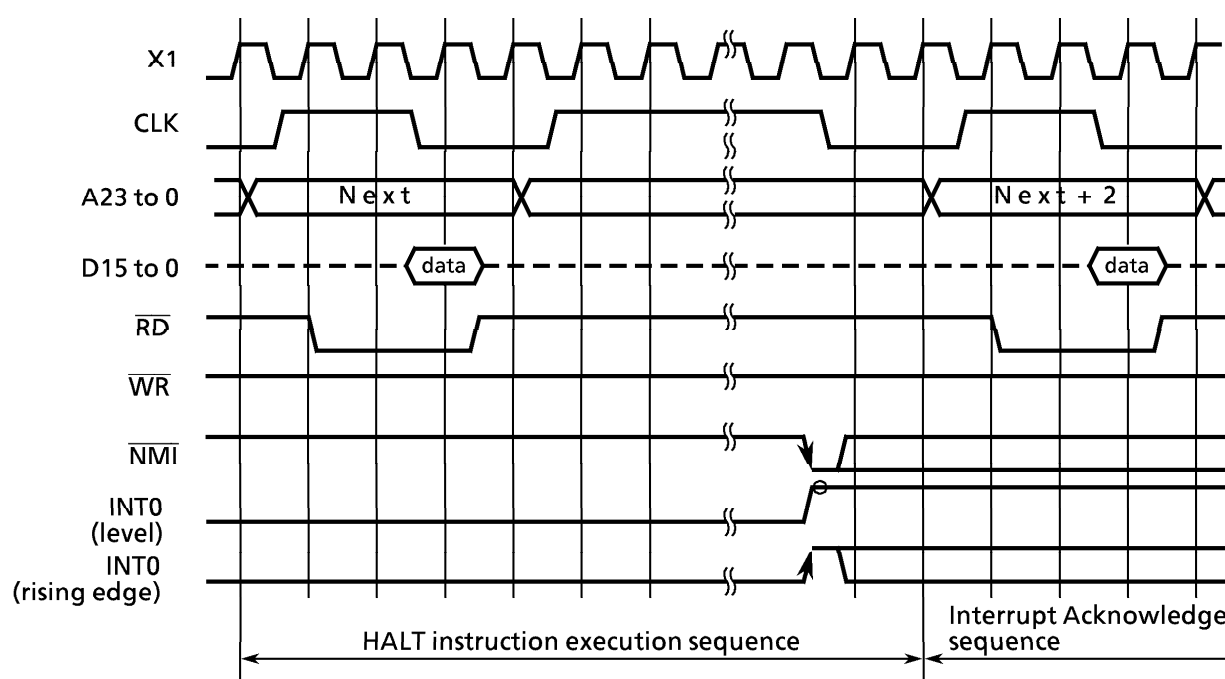 X1
CLK
A23 to 0
Next
Next + 2
D15 to 0
data
data
RD
WR
NMI
INT0
(level)
INT0
(rising edge)
HALT instruction execution sequence
Interrupt Acknowledge
sequence